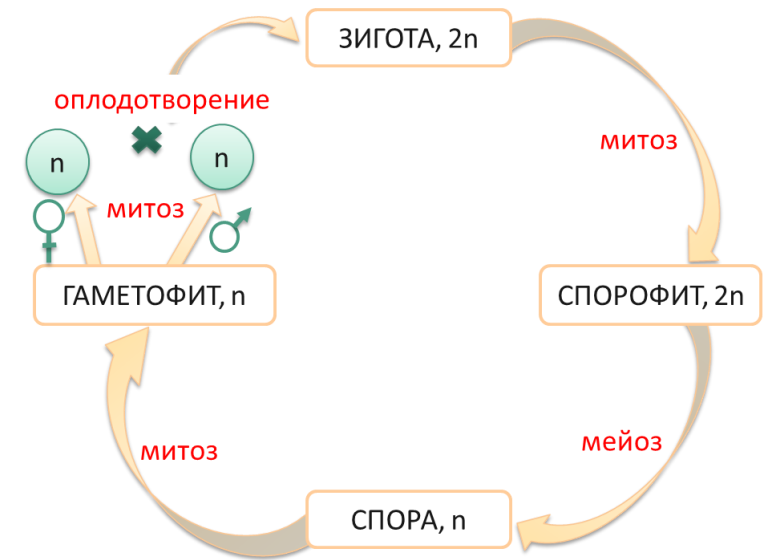 ЗИГОТА, 2n
оплодотворение
митоз
n
n
митоз
ГАМЕТОФИТ, n
СПОРОФИТ, 2n
митоз
мейоз
СПОРА, n